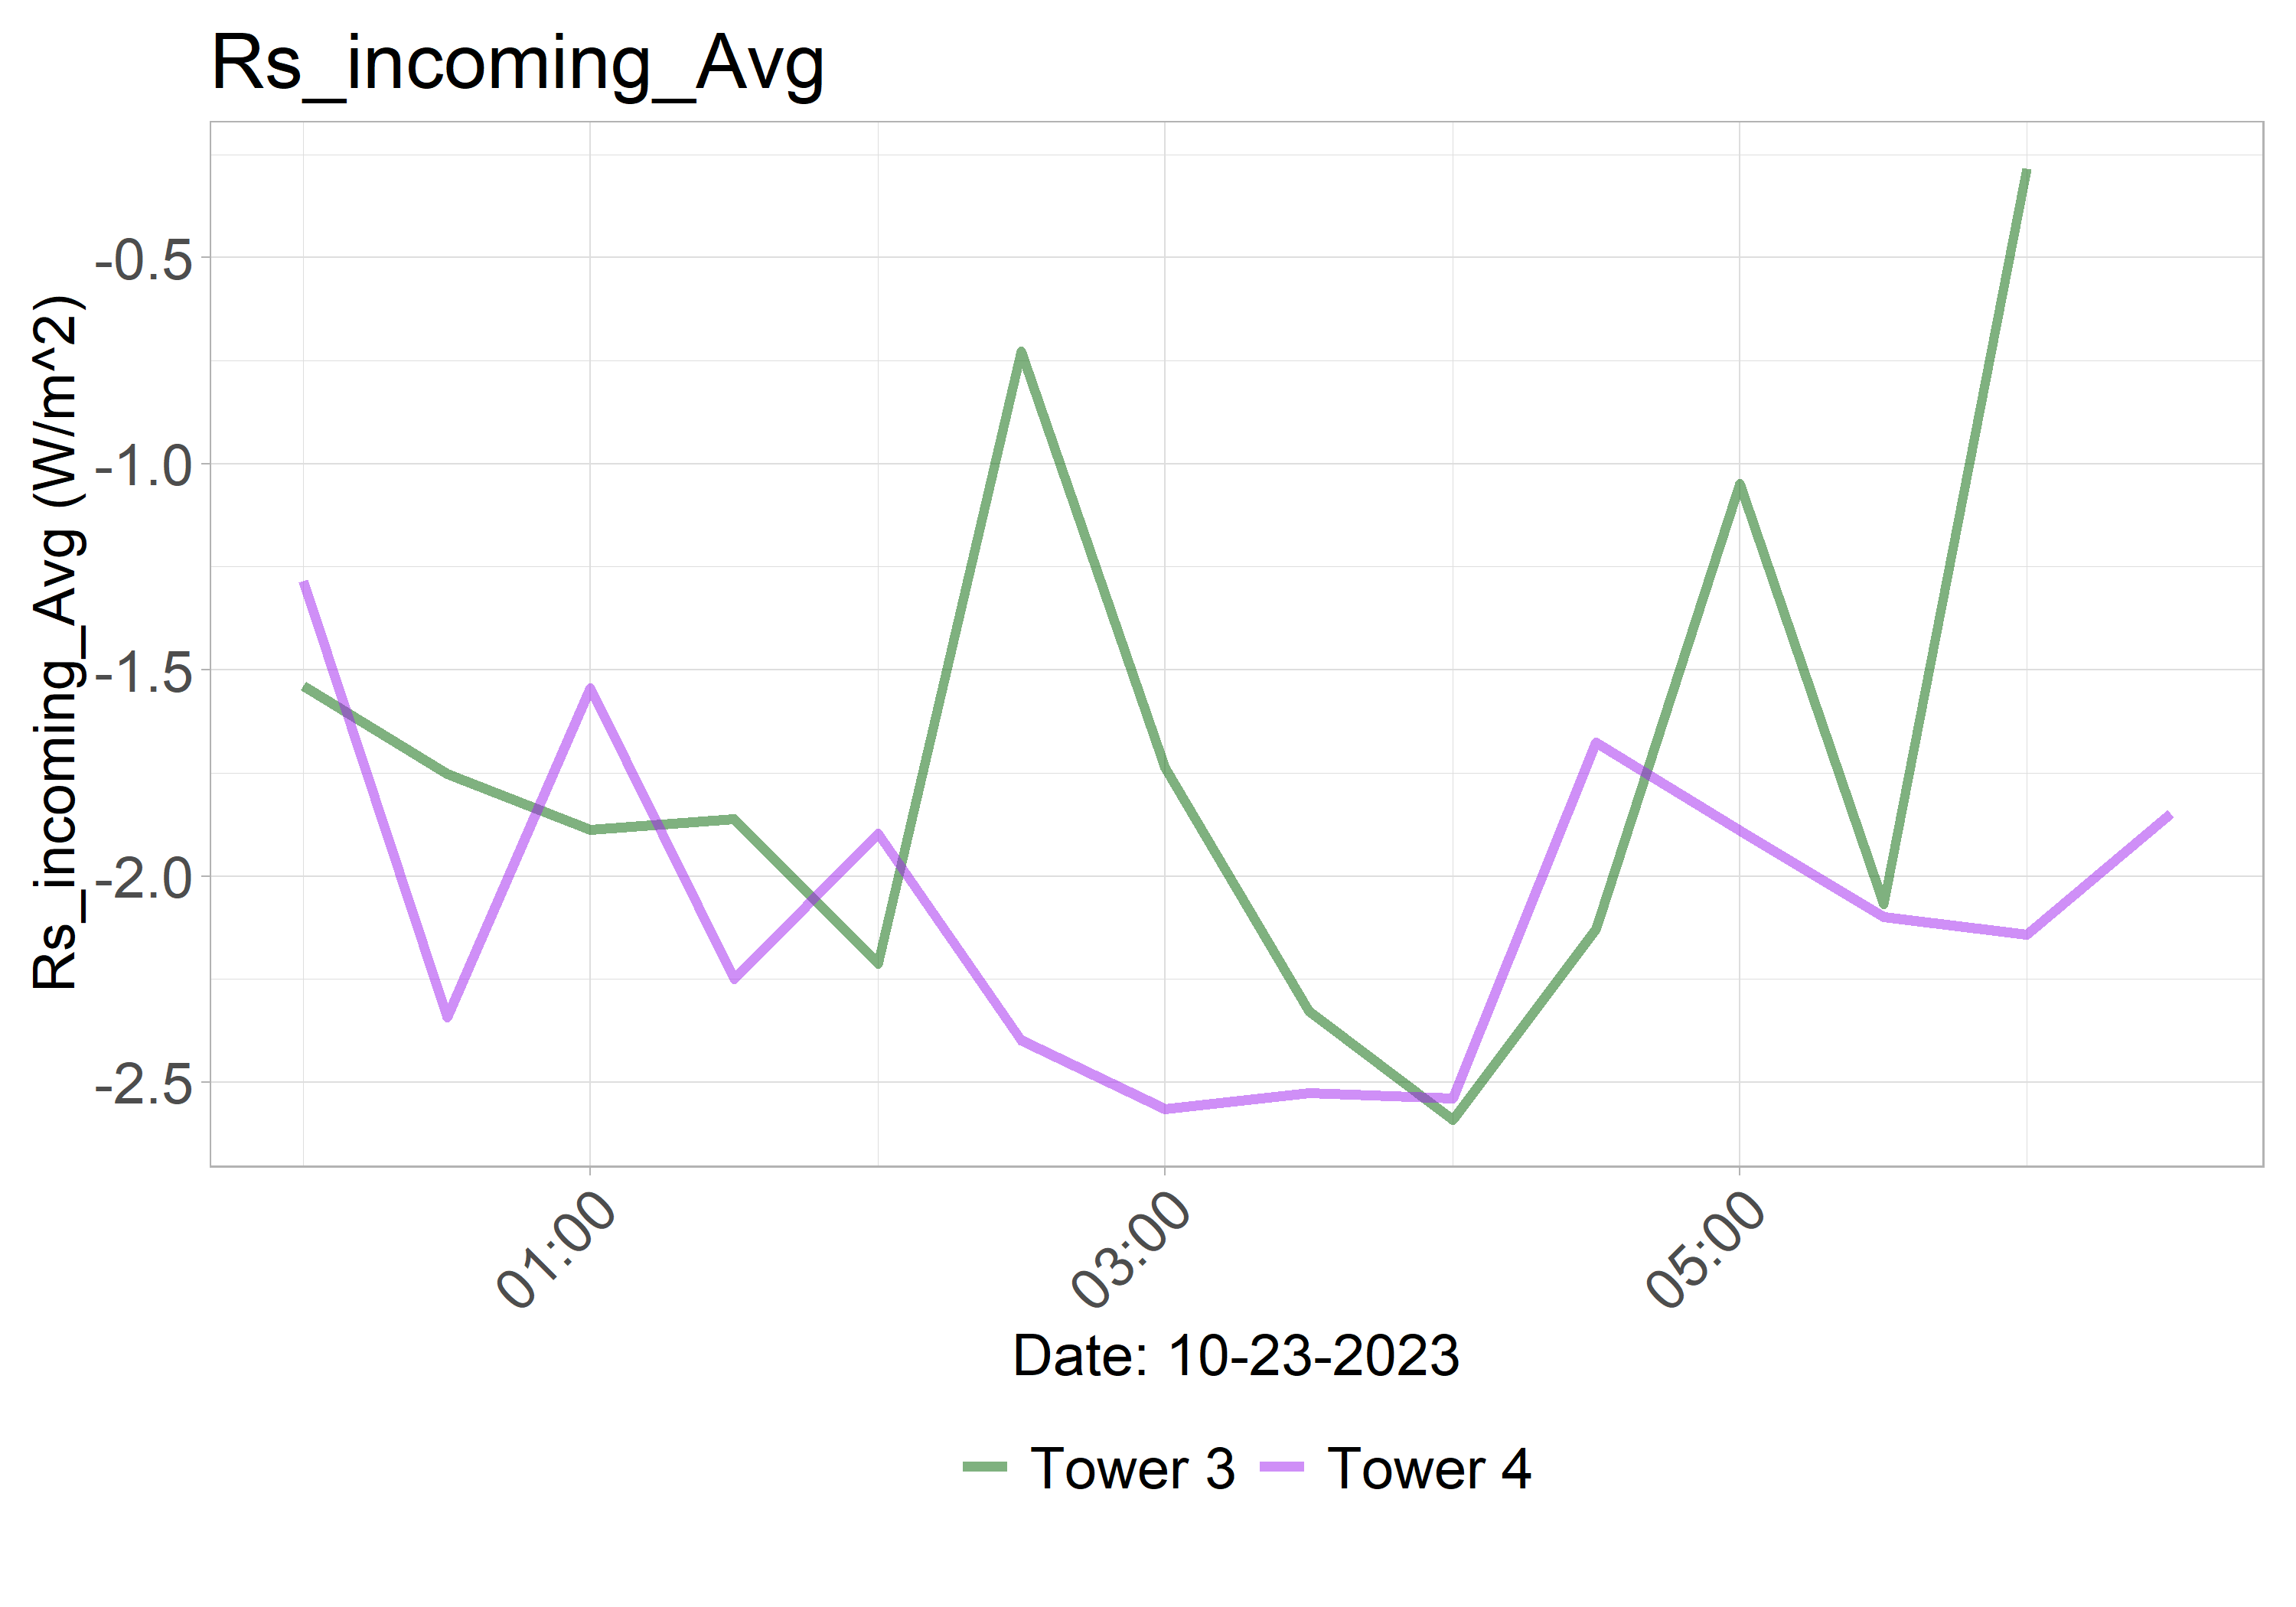 Rs_incoming_Avg
Rs_incoming_Avg (W/m^2)
-0.5
-1.0
-1.5
-2.0
-2.5
01:00
03:00
05:00
Date: 10-23-2023
Tower 3
Tower 4